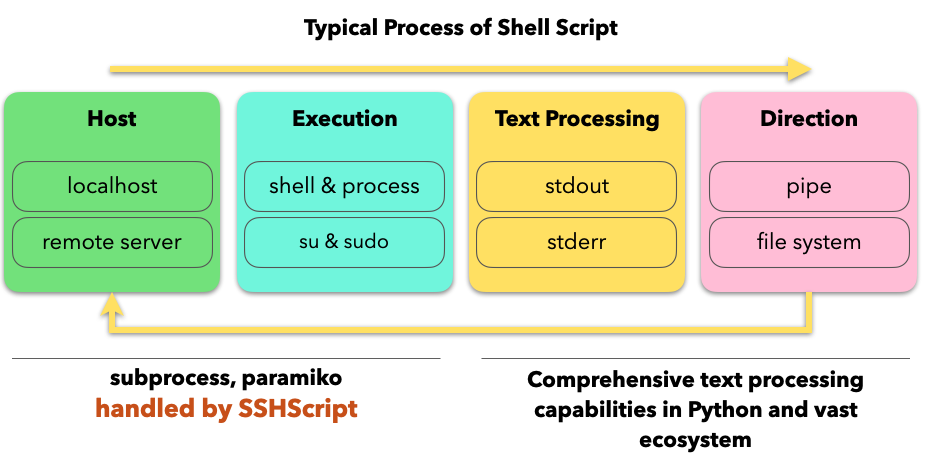 Typical Process of Shell Script
Host
localhost
remote server
Execution
shell & process
su & sudo
Text Processing
stdout
stderr
Direction
pipe
file system
subprocess, paramiko
handled by SSHScript
Comprehensive text processing
capabilities in Python and vast
ecosystem